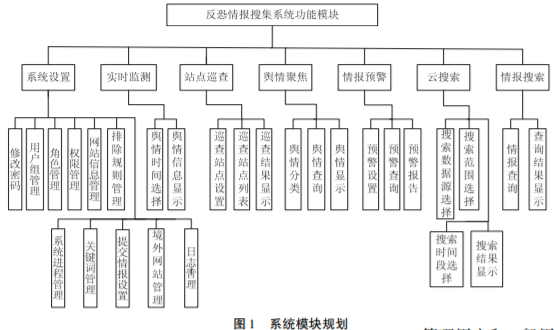 反恐情报搜集系统功能模块
系统设置
实时监测
站点巡查
舆情聚焦
情报预警
云搜索
情报搜索
修改密码
用户组管理
角色管理
权限管理
网站信息管理
排除规则管理
舆情时间选择
舆情信息显示
巡查站点设置
巡查站点列表
巡查结果显示
舆情分类
舆情查询
舆情显示
预警设置
预警查询
预警报告
搜索数据源选择
搜索范围选择
情报查询
查询结果显示
系统进程管理
关键词管理
提交情报设置
境外网站管理
日志管理
搜索时间段选择
搜索结果显示
图 1 系统模块规划